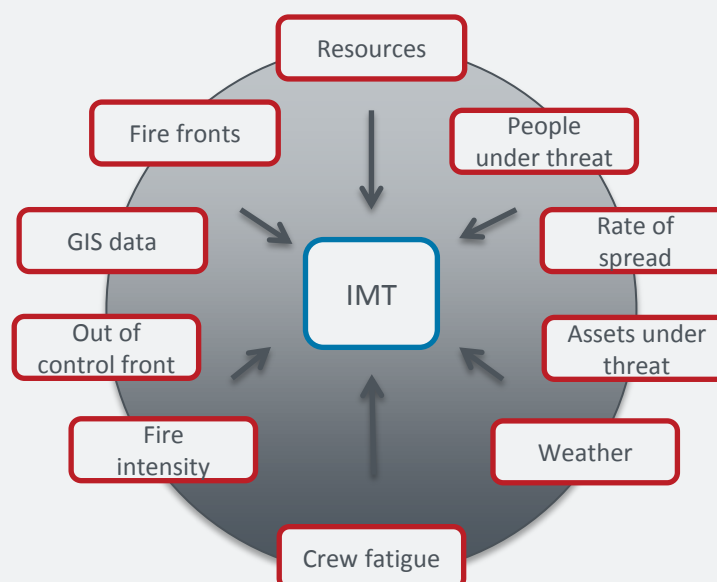 Resources
Fire fronts
People
under threat
GIS data
Rate of
spread
IMT
Out of
control front
Assets under
threat
Fire
intensity
Weather
Crew fatigue